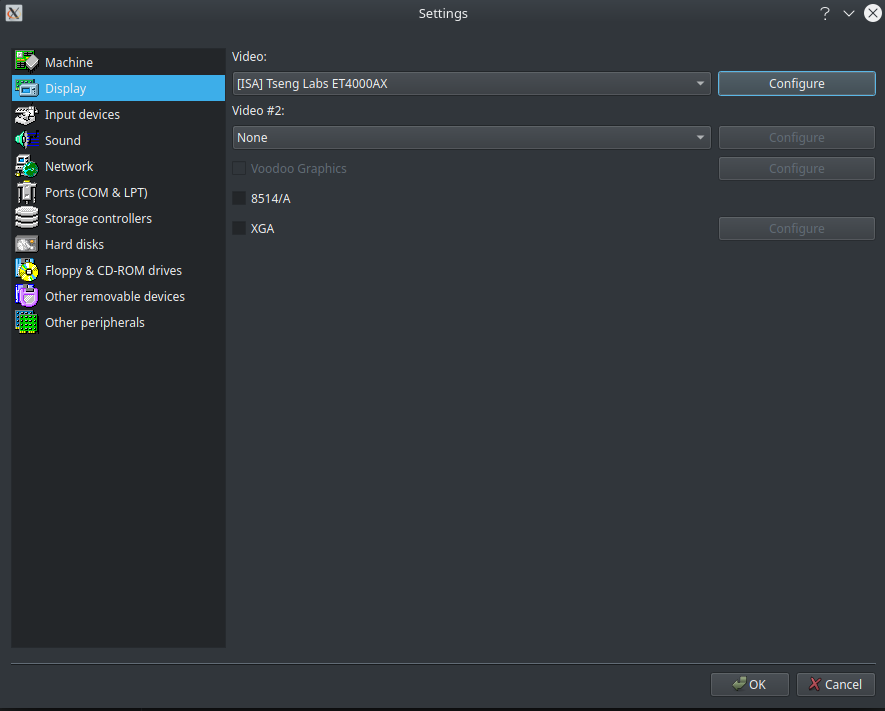 Settings
Machine
Display
Input devices
Sound
Network
Ports (COM & LPT)
Storage controllers
Hard disks
Floppy & CD-ROM drives
Other removable devices
Other peripherals
Video:
[ISA] Tseng Labs ET4000AX
Configure
Video #2:
None
Configure
Voodoo Graphics
Configure
8514/A
XGA
Configure
OK
Cancel